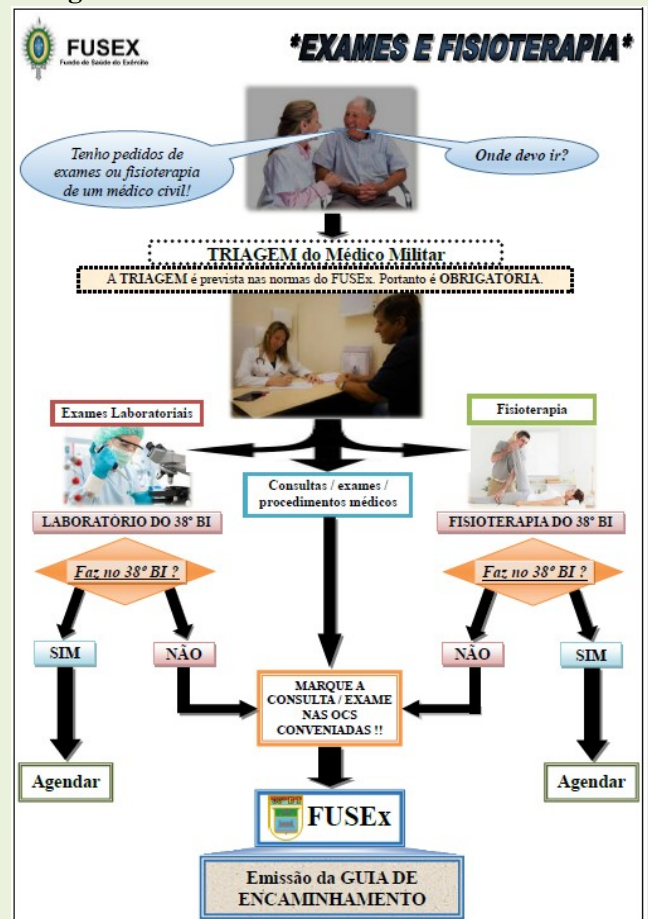 FUSEX
Fundo de Saúde do Exército
*EXAMES E FISIOTERAPIA*
Tenho pedidos de
exames ou fisioterapia
de um médico civil!
Onde devo ir?
TRIAGEM do Médico Militar
A TRIAGEM é prevista nas normas do FUSEx. Portanto é OBRIGATÓRIA.
Exames Laboratoriais
Fisioterapia
Consultas / exames /
procedimentos médicos
LABORATÓRIO DO 38º BI
FISIOTERAPIA DO 38º BI
Faz no 38º BI ?
Faz no 38º BI ?
SIM
NÃO
NÃO
SIM
MARQUE A
CONSULTA / EXAME
NAS OCS
CONVENIADAS !!
Agendar
Agendar
FUSEx
Emissão da GUIA DE
ENCAMINHAMENTO